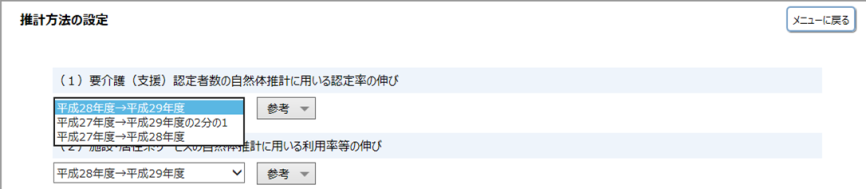 推計方法の設定
メニューに戻る
（１）要介護（支援）認定者数の自然体推計に用いる認定率の伸び
平成28年度→平成29年度
参考
平成27年度→平成29年度の2分の1
平成27年度→平成28年度
（２）施設・居住系サービスの自然体推計に用いる利用率等の伸び
平成28年度→平成29年度
参考